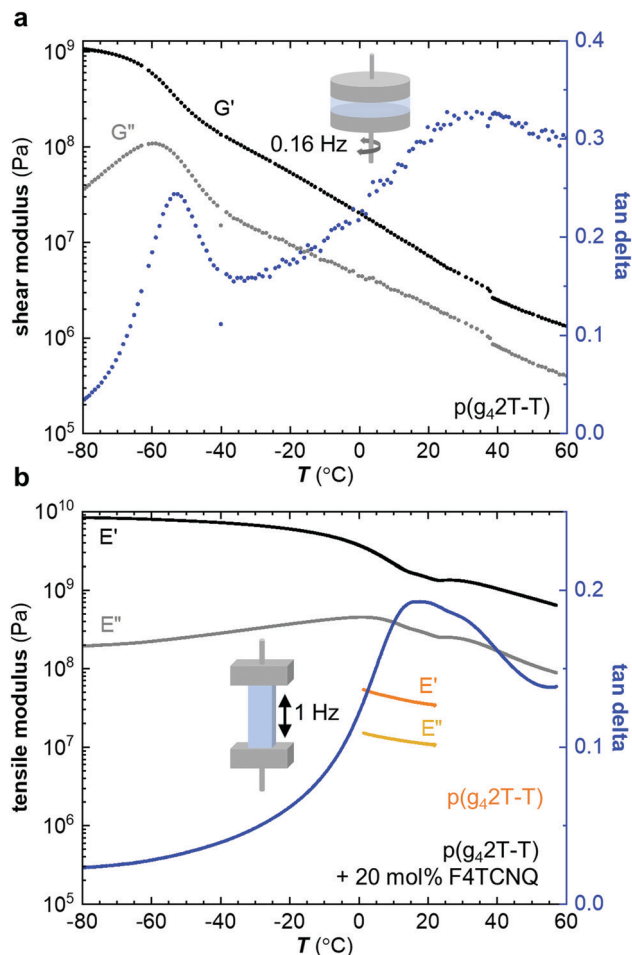 a
10⁹
10⁸
10⁷
10⁶
10⁵
shear modulus (Pa)
G'
G"
0.16 Hz
p(g₄2T-T)
0.4
0.3
0.2
0.1
0.0
tan delta
-80 -60 -40 -20 0 20 40 60
T (°C)
b
10¹⁰
10⁹
10⁸
10⁷
10⁶
10⁵
tensile modulus (Pa)
E'
E"
1 Hz
E'
E"
p(g₄2T-T)
p(g₄2T-T)
+ 20 mol% F4TCNQ
0.2
0.1
0.0
tan delta
-80 -60 -40 -20 0 20 40 60
T (°C)